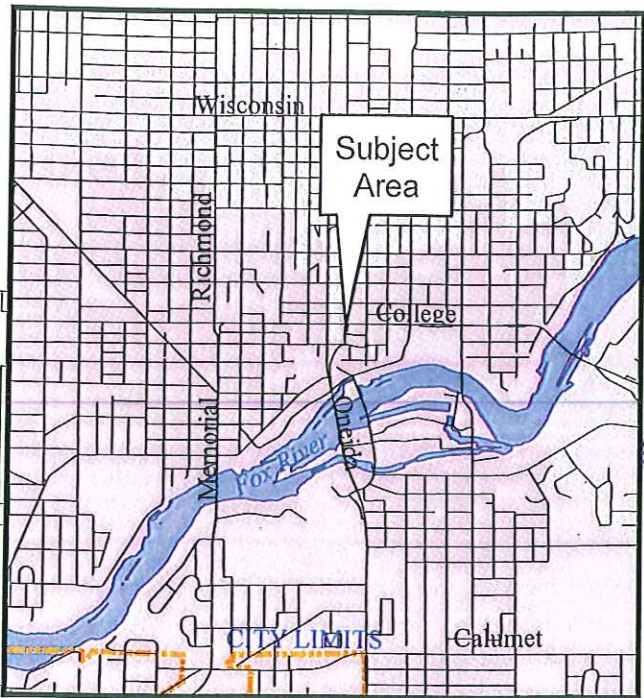 Wisconsin
Subject
Area
Richmond
College
Memorial
Oneida
Fox River
CITY LIMITS
Calumet